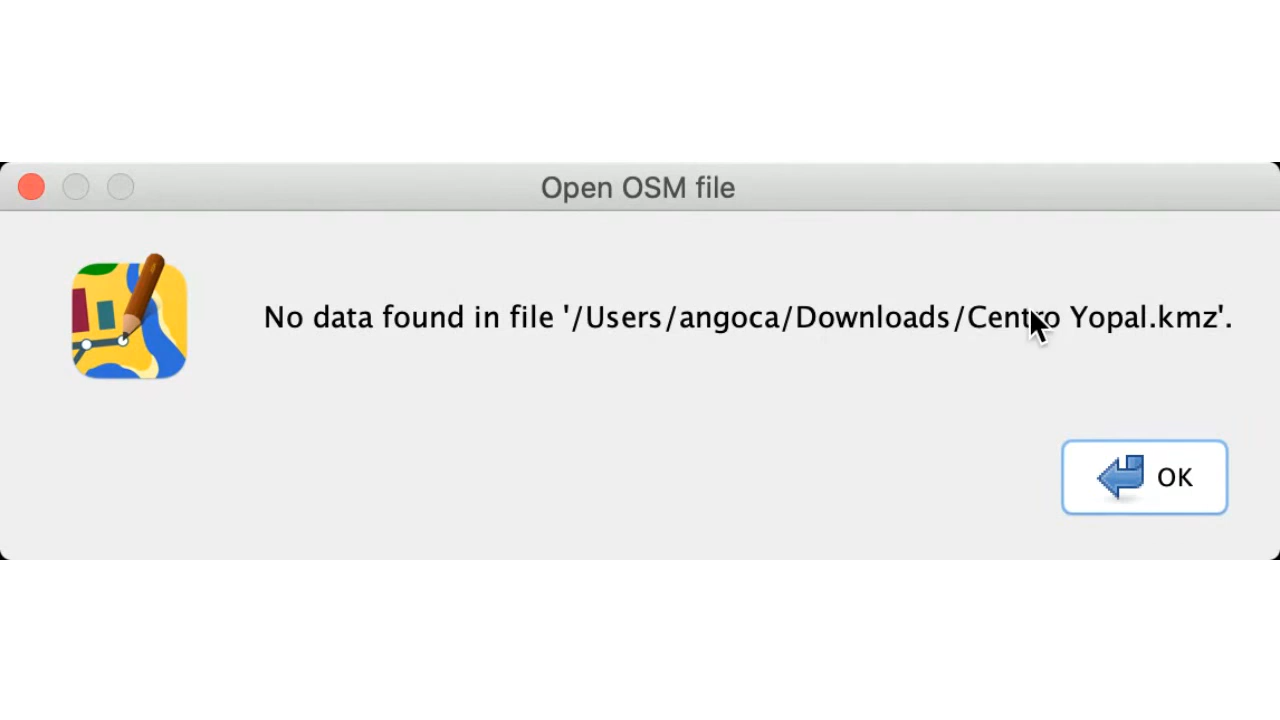 Open OSM file
No data found in file '/Users/angoca/Downloads/Centro Yopal.kmz'.
OK